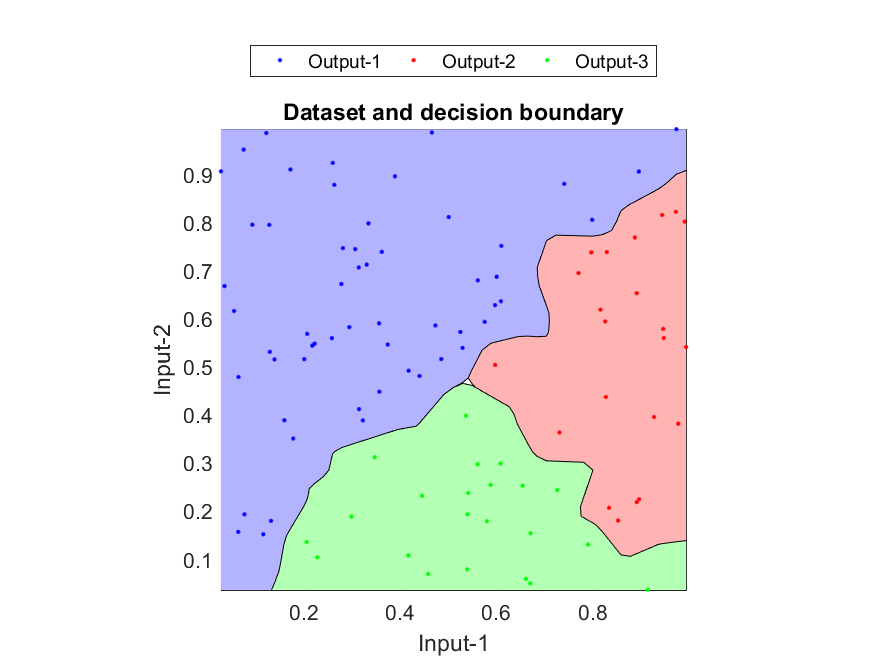 Output-1 Output-2 Output-3
Dataset and decision boundary
0.9
0.8
0.7
0.6
0.5
0.4
0.3
0.2
0.1
Input-2
0.2 0.4 0.6 0.8
Input-1